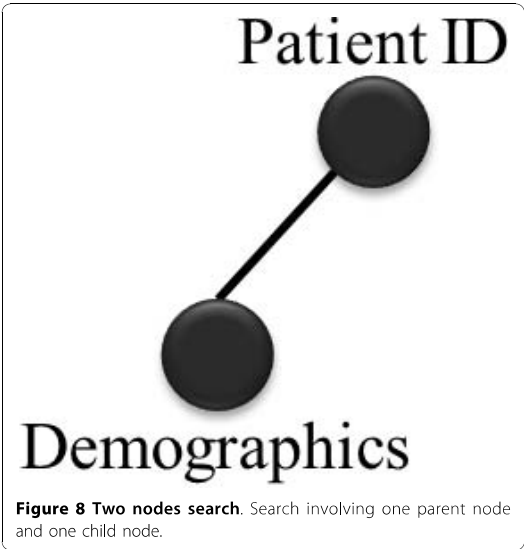 Patient ID
Demographics
Figure 8 Two nodes search. Search involving one parent node
and one child node.